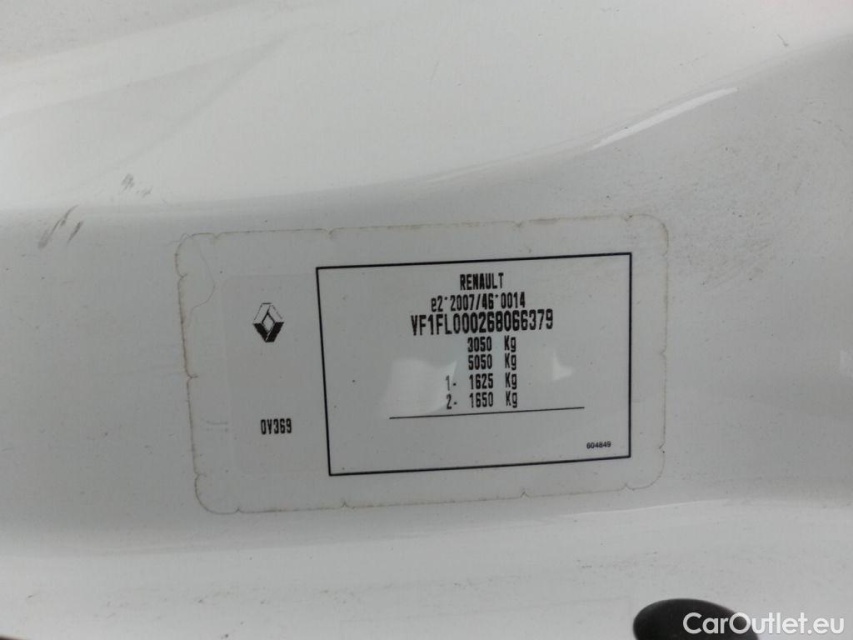 RENAULT
e2*2007/46*0014
VF1FL000268066379
3050 Kg
5050 Kg
1- 1625 Kg
2- 1650 Kg
OV369
604849
CarOutlet.eu